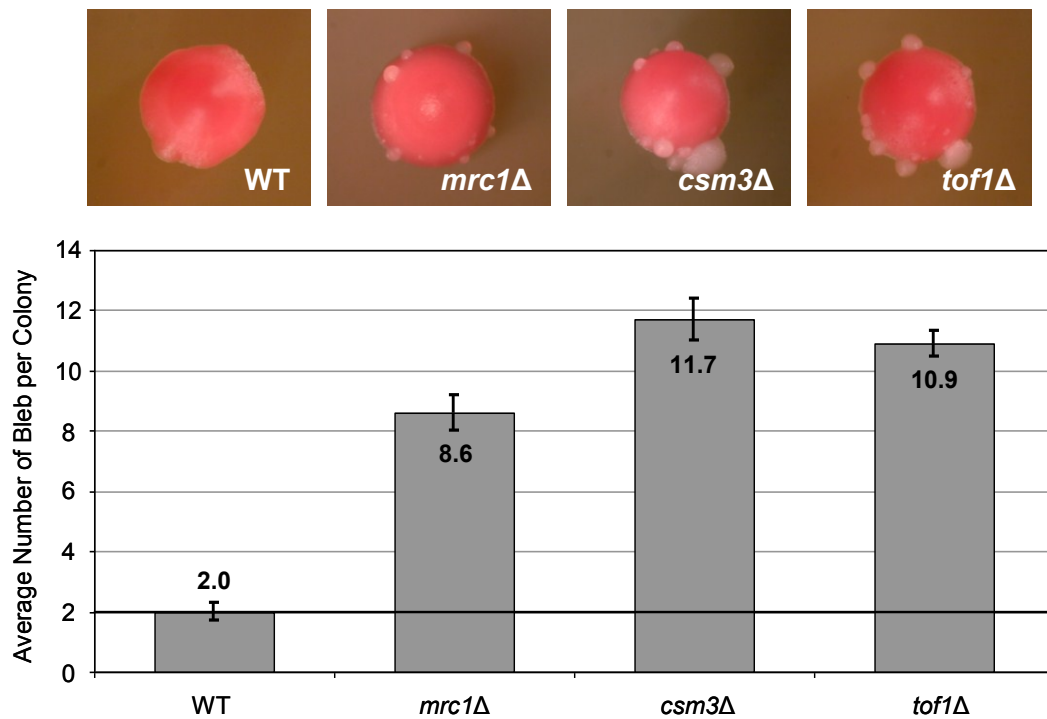 WT
mrc1Δ
csm3Δ
tof1Δ
Average Number of Bleb per Colony
14
12
10
8
6
4
2
0
2.0
8.6
11.7
10.9
WT
mrc1Δ
csm3Δ
tof1Δ